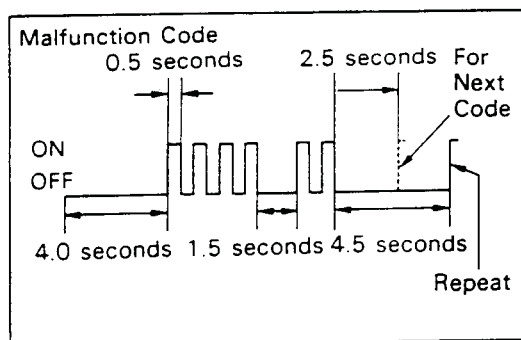 Malfunction Code
0.5 seconds
2.5 seconds
For
Next
Code
ON
OFF
4.0 seconds
1.5 seconds
4.5 seconds
Repeat